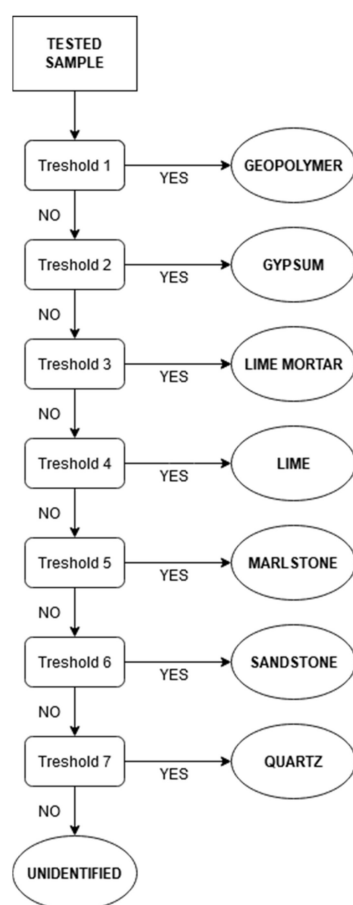 TESTED
SAMPLE
Treshold 1
YES
GEOPOLYMER
NO
Treshold 2
YES
GYPSUM
NO
Treshold 3
YES
LIME MORTAR
NO
Treshold 4
YES
LIME
NO
Treshold 5
YES
MARLSTONE
NO
Treshold 6
YES
SANDSTONE
NO
Treshold 7
YES
QUARTZ
NO
UNIDENTIFIED